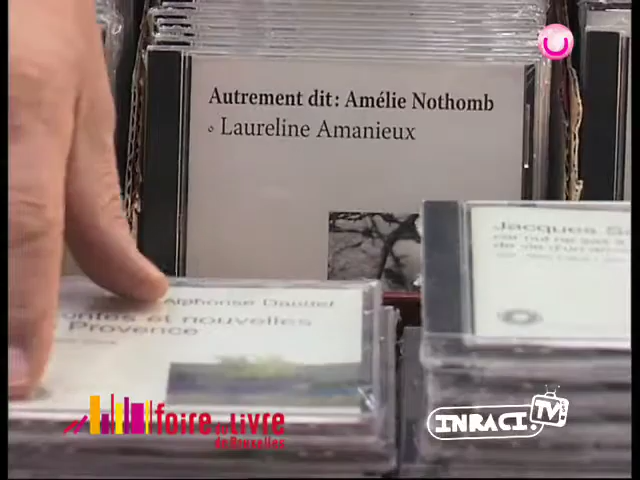 Autrement dit: Amélie Nothomb
Laureline Amanieux
Jacques
Alphonse Daudet
contes et nouvelles
Provence
foire du Livre
de Bruxelles
INRACI.TV